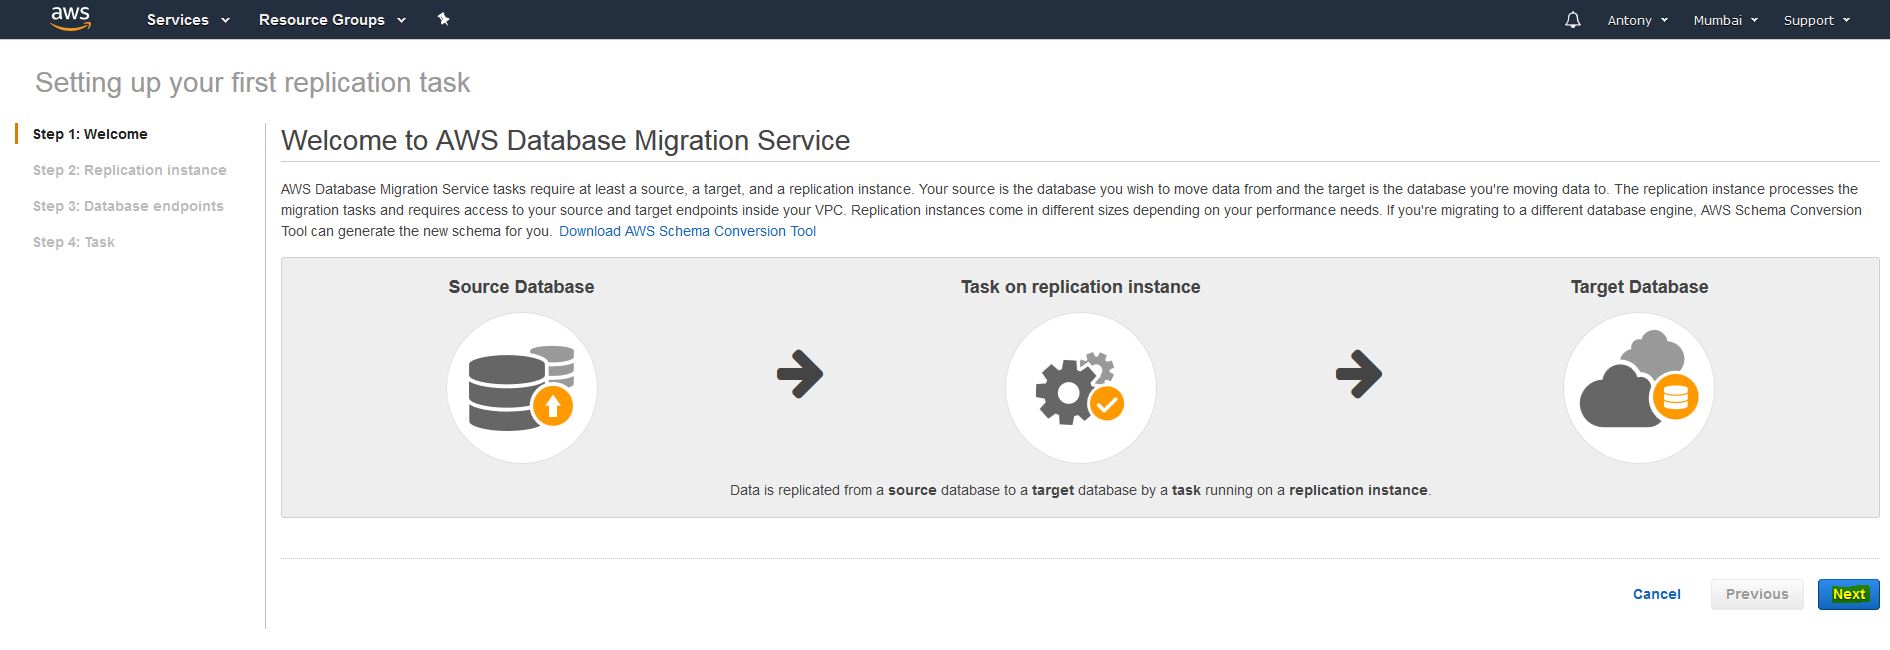 aws Services Resource Groups Antony Mumbai Support
Setting up your first replication task
Step 1: Welcome
Step 2: Replication instance
Step 3: Database endpoints
Step 4: Task
Welcome to AWS Database Migration Service
AWS Database Migration Service tasks require at least a source, a target, and a replication instance. Your source is the database you wish to move data from and the target is the database you're moving data to. The replication instance processes the
migration tasks and requires access to your source and target endpoints inside your VPC. Replication instances come in different sizes depending on your performance needs. If you're migrating to a different database engine, AWS Schema Conversion
Tool can generate the new schema for you. Download AWS Schema Conversion Tool
Source Database
Task on replication instance
Target Database
Data is replicated from a source database to a target database by a task running on a replication instance.
Cancel Previous Next